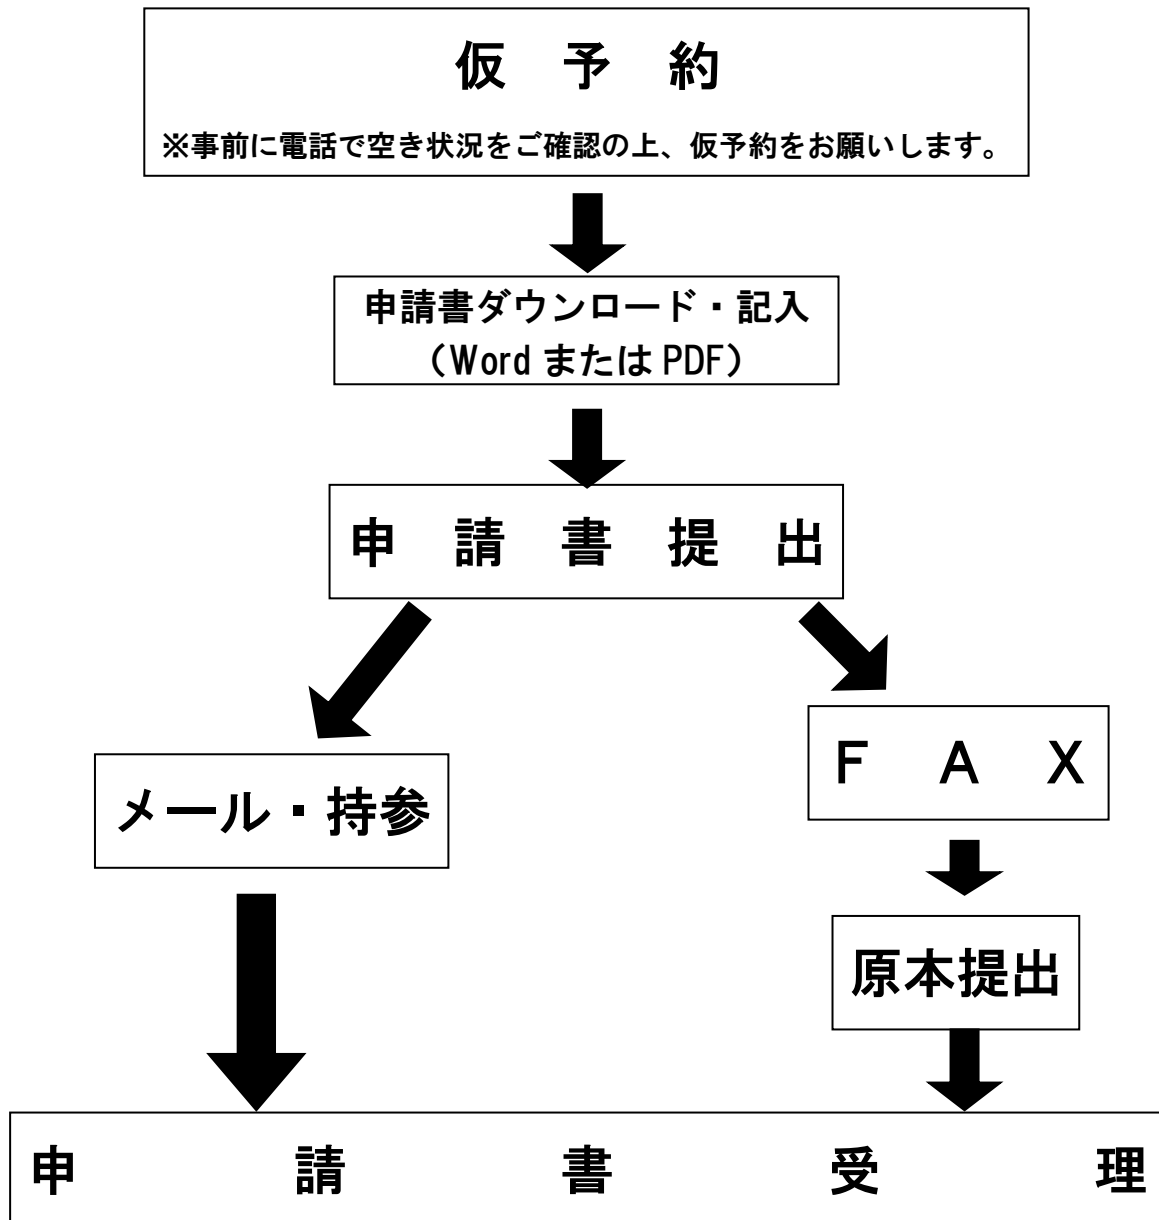 仮　予　約
※事前に電話で空き状況をご確認の上、仮予約をお願いします。
申請書ダウンロード・記入
（Word または PDF）
申　請　書　提　出
メール・持参
Ｆ　Ａ　Ｘ
原本提出
申　請　書　受　理